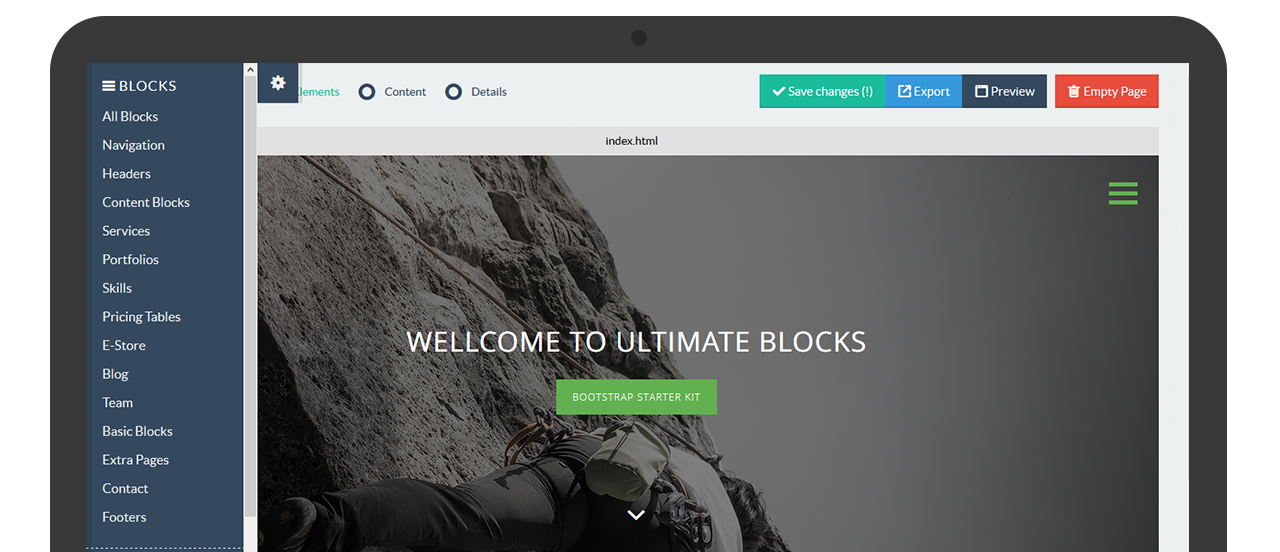 BLOCKS
All Blocks
Navigation
Headers
Content Blocks
Services
Portfolios
Skills
Pricing Tables
E-Store
Blog
Team
Basic Blocks
Extra Pages
Contact
Footers
lements Content Details
Save changes (!) Export Preview Empty Page
index.html
WELLCOME TO ULTIMATE BLOCKS
BOOTSTRAP STARTER KIT